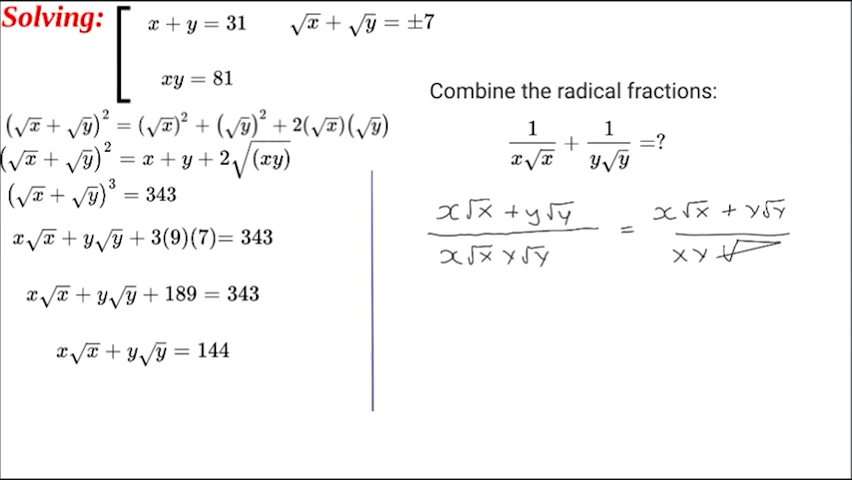 Solving: x + y = 31 √x + √y = ±7
xy = 81
(√x + √y)² = (√x)² + (√y)² + 2(√x)(√y)
(√x + √y)² = x + y + 2√(xy)
(√x + √y)³ = 343
x√x + y√y + 3(9)(7)= 343
x√x + y√y + 189 = 343
x√x + y√y = 144
Combine the radical fractions:
1/(x√x) + 1/(y√y) =?
(x√x + y√y)/(x√x y√y) = (x√x + y√y)/(xy√)